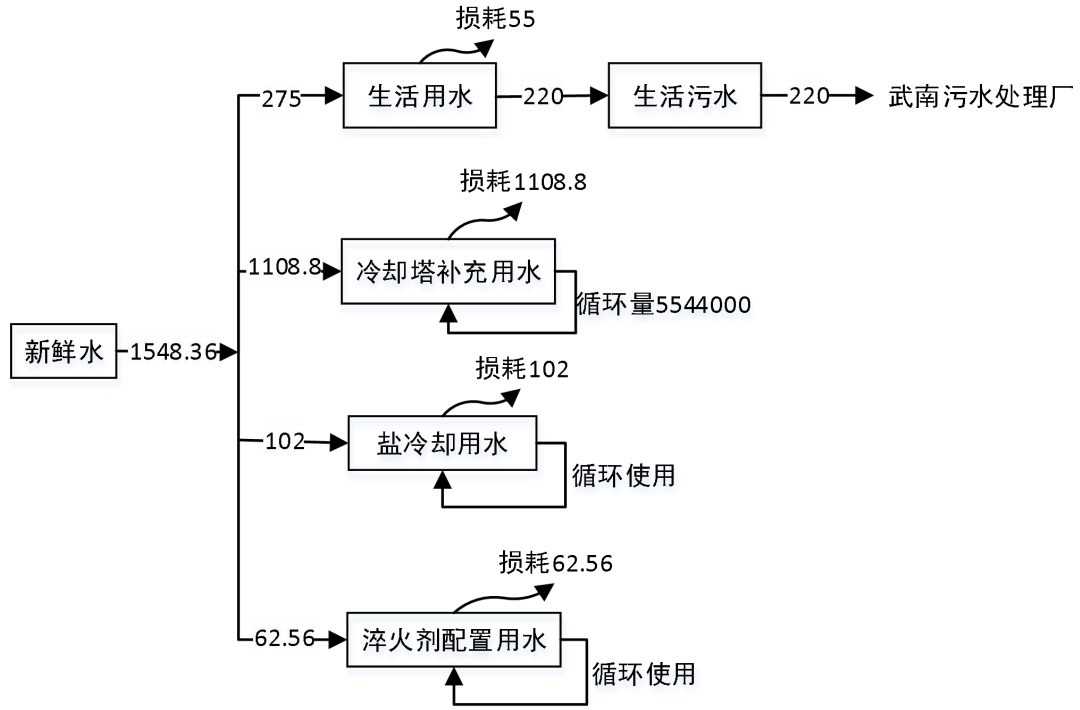 损耗55
275
生活用水
220
生活污水
220
武南污水处理厂
损耗1108.8
1108.8
冷却塔补充用水
循环量5544000
新鲜水
1548.36
损耗102
102
盐冷却用水
循环使用
损耗62.56
62.56
淬火剂配置用水
循环使用